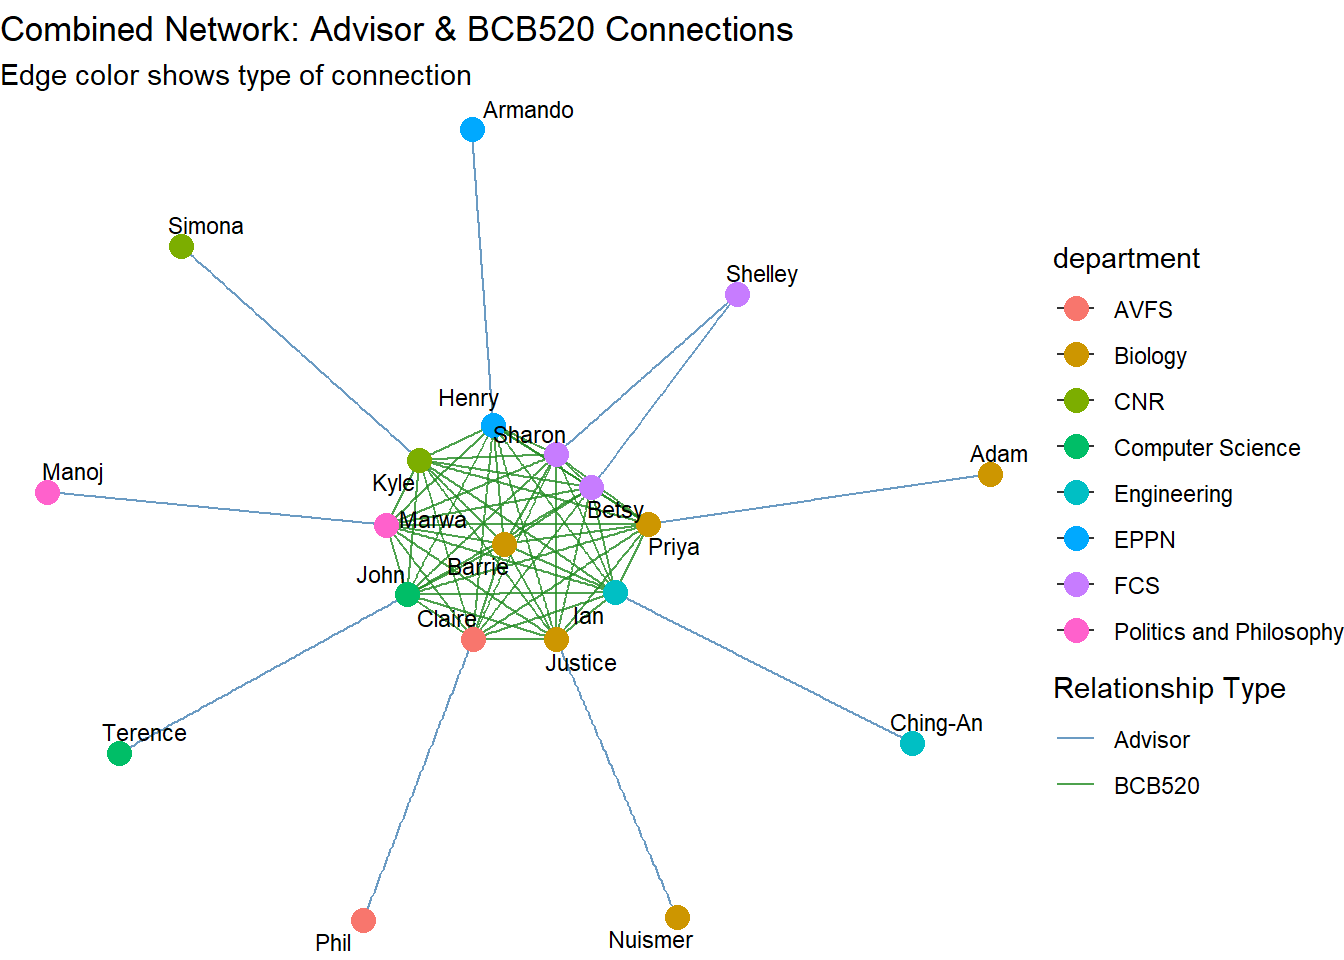 Combined Network: Advisor & BCB520 Connections
Edge color shows type of connection
Armando
Simona
Shelley
Henry
Sharon
Adam
Manoj
Kyle
Betsy
Marwa
Priya
Barrie
John
Claire
Ian
Justice
Ching-An
Terence
Phil
Nuismer
department
AVFS
Biology
CNR
Computer Science
Engineering
EPPN
FCS
Politics and Philosophy
Relationship Type
Advisor
BCB520